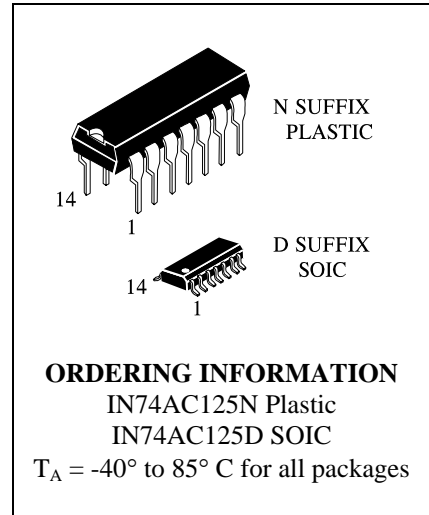 N SUFFIX
PLASTIC
14
1
D SUFFIX
SOIC
14
1
ORDERING INFORMATION
IN74AC125N Plastic
IN74AC125D SOIC
T_A = -40° to 85° C for all packages